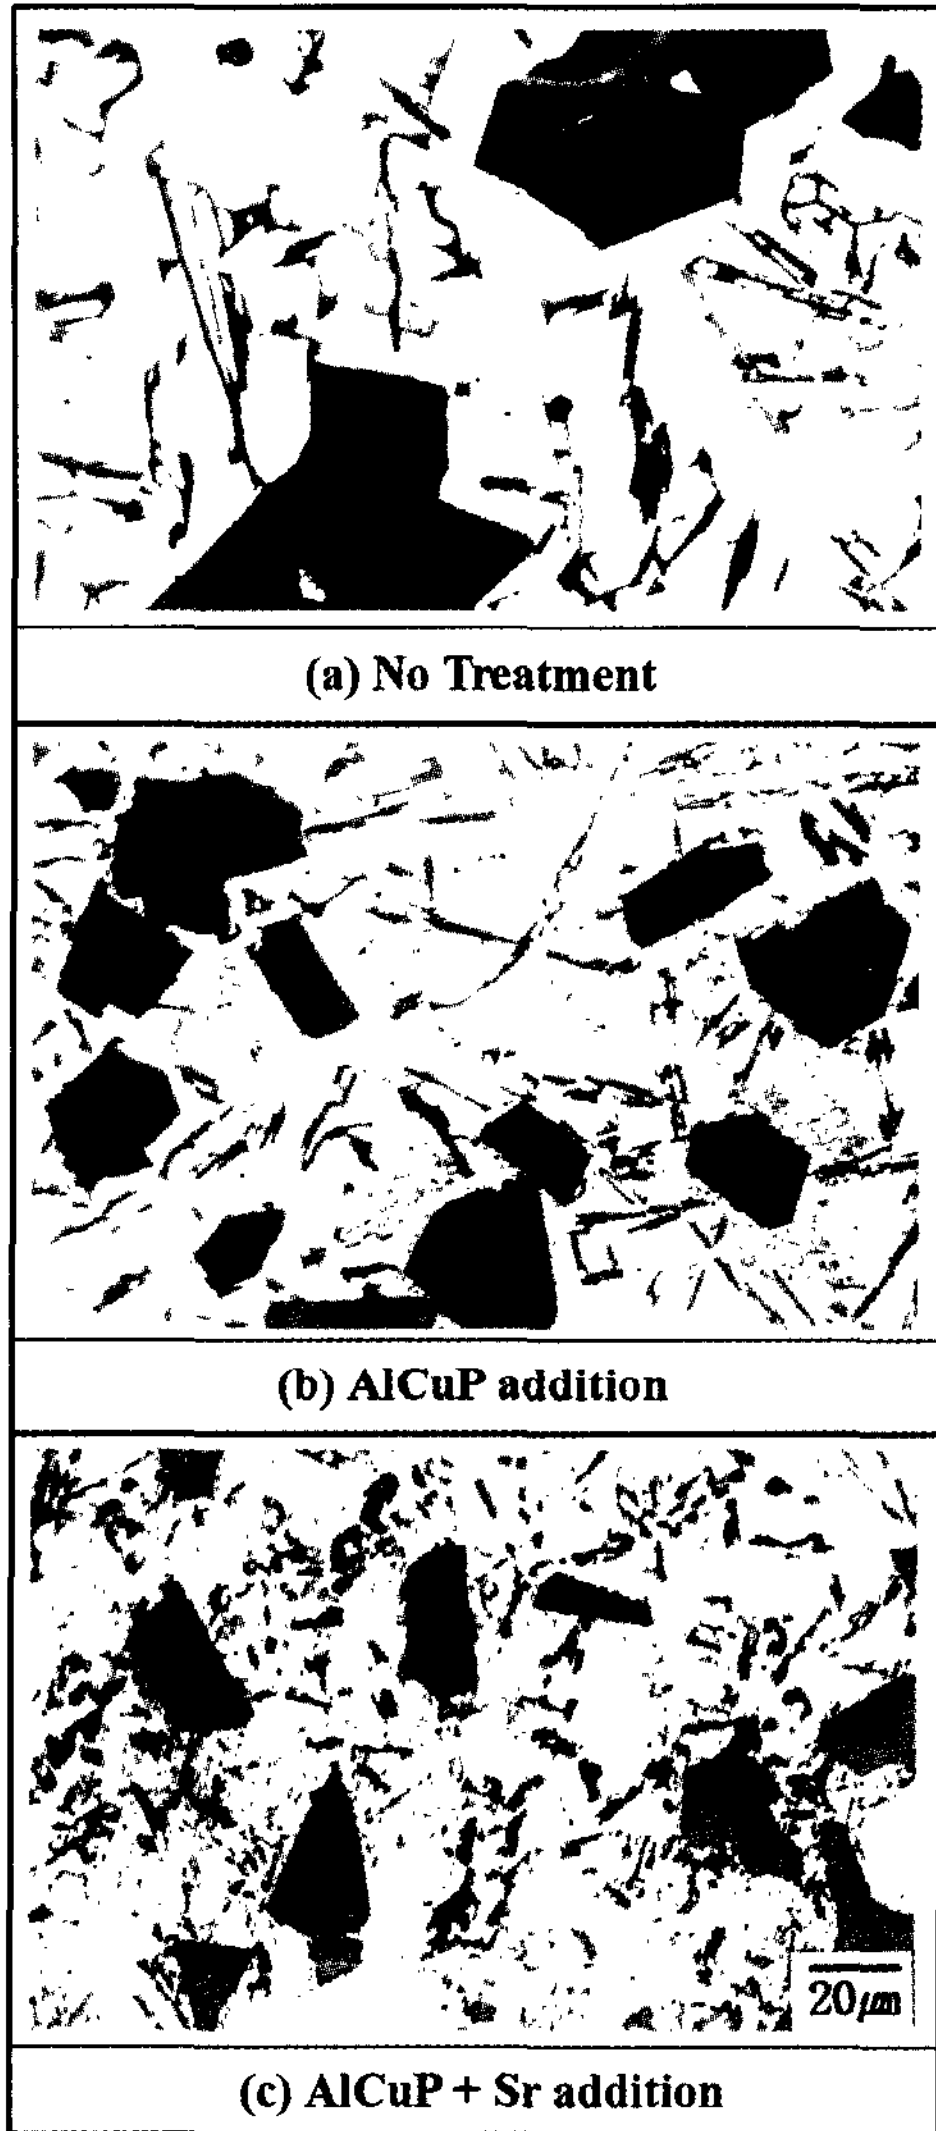 (a) No Treatment
(b) AlCuP addition
20μm
(c) AlCuP + Sr addition